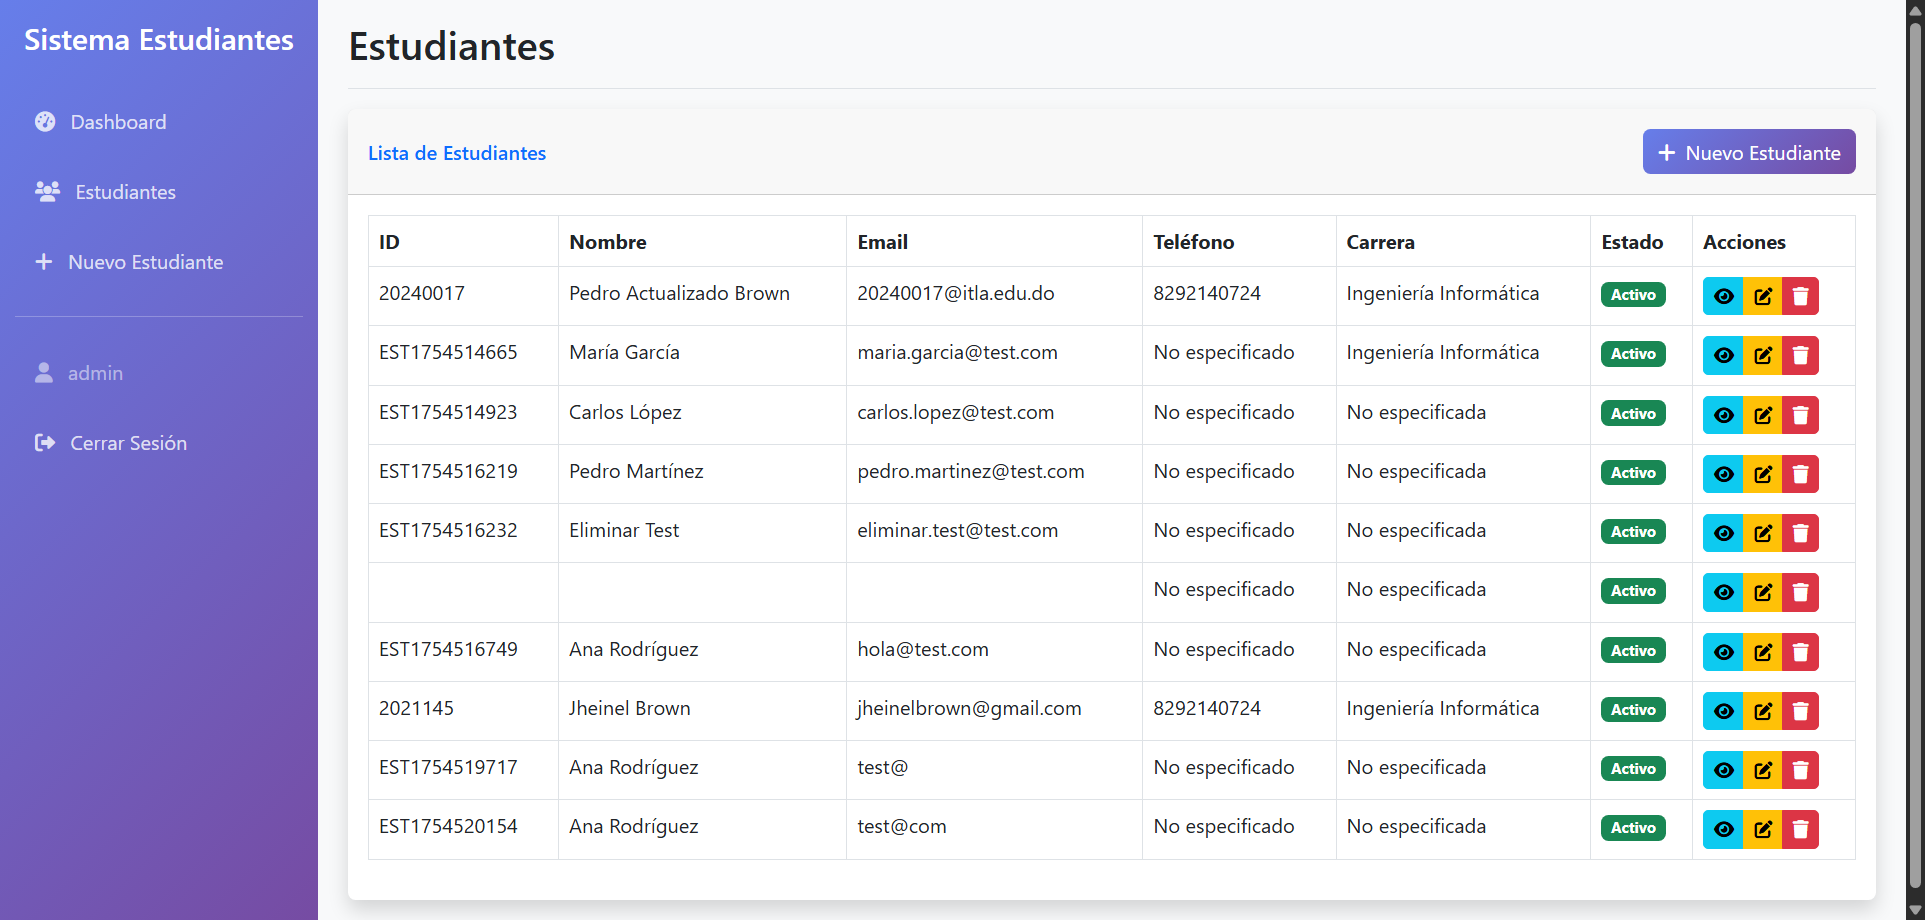 Sistema Estudiantes
Dashboard
Estudiantes
Nuevo Estudiante
admin
Cerrar Sesión
Estudiantes
Lista de Estudiantes
Nuevo Estudiante
ID Nombre Email Teléfono Carrera Estado Acciones
20240017 Pedro Actualizado Brown 20240017@itla.edu.do 8292140724 Ingeniería Informática Activo
EST1754514665 María García maria.garcia@test.com No especificado Ingeniería Informática Activo
EST1754514923 Carlos López carlos.lopez@test.com No especificado No especificada Activo
EST1754516219 Pedro Martínez pedro.martinez@test.com No especificado No especificada Activo
EST1754516232 Eliminar Test eliminar.test@test.com No especificado No especificada Activo
No especificado No especificada Activo
EST1754516749 Ana Rodríguez hola@test.com No especificado No especificada Activo
2021145 Jheinel Brown jheinelbrown@gmail.com 8292140724 Ingeniería Informática Activo
EST1754519717 Ana Rodríguez test@ No especificado No especificada Activo
EST1754520154 Ana Rodríguez test@com No especificado No especificada Activo